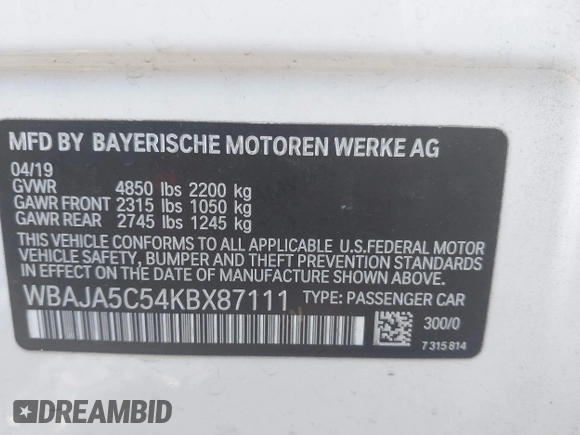 MFD BY BAYERISCHE MOTOREN WERKE AG
04/19
GVWR 4850 lbs 2200 kg
GAWR FRONT 2315 lbs 1050 kg
GAWR REAR 2745 lbs 1245 kg
THIS VEHICLE CONFORMS TO ALL APPLICABLE U.S.FEDERAL MOTOR
VEHICLE SAFETY, BUMPER AND THEFT PREVENTION STANDARDS IN
EFFECT ON THE DATE OF MANUFACTURE SHOWN ABOVE.
WBAJA5C54KBX87111 TYPE: PASSENGER CAR
300/0
7 315 814
DREAMBID